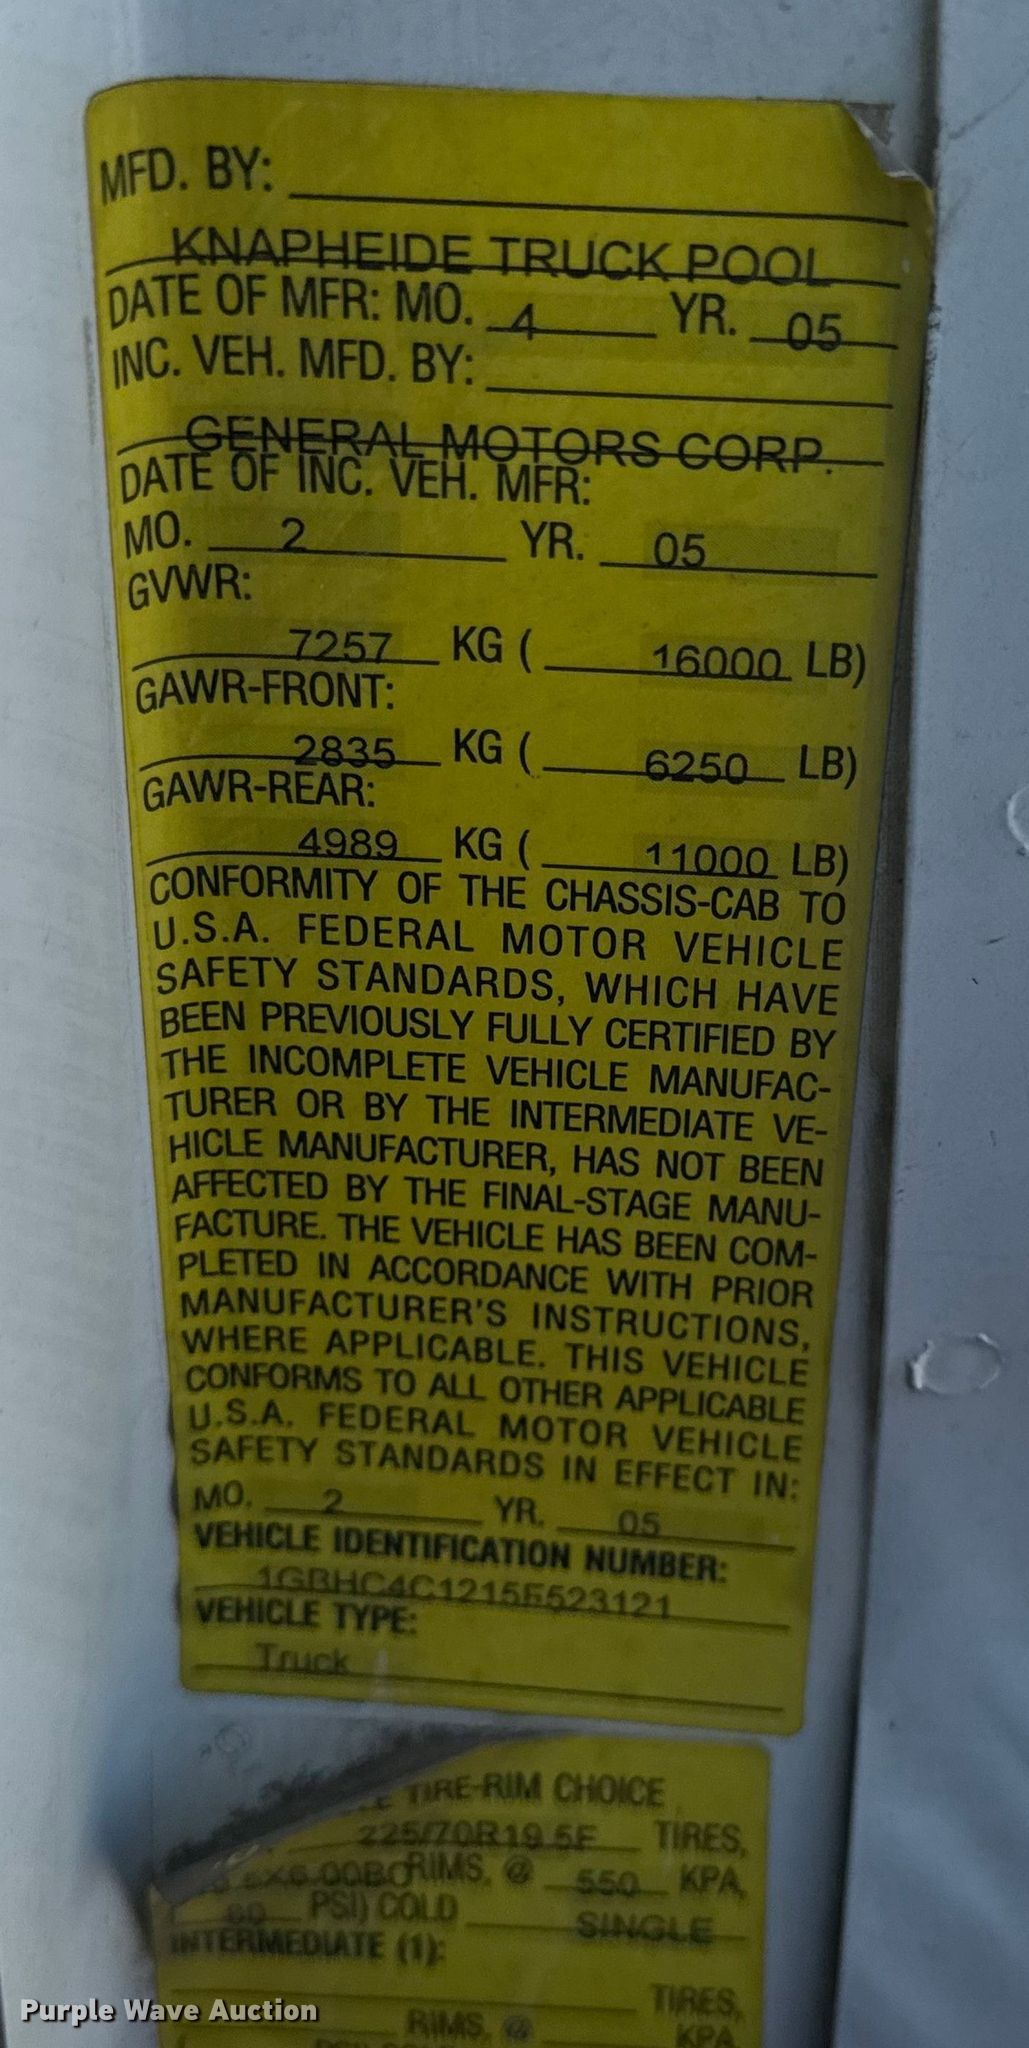 MFD. BY:
KNAPHEIDE TRUCK POOL
DATE OF MFR: MO. 4 YR. 05
INC. VEH. MFD. BY:
GENERAL MOTORS CORP.
DATE OF INC. VEH. MFR:
MO. 2 YR. 05
GVWR:
7257 KG ( 16000 LB)
GAWR-FRONT:
2835 KG ( 6250 LB)
GAWR-REAR:
4989 KG ( 11000 LB)
CONFORMITY OF THE CHASSIS-CAB TO
U.S.A. FEDERAL MOTOR VEHICLE
SAFETY STANDARDS, WHICH HAVE
BEEN PREVIOUSLY FULLY CERTIFIED BY
THE INCOMPLETE VEHICLE MANUFAC-
TURER OR BY THE INTERMEDIATE VE-
HICLE MANUFACTURER, HAS NOT BEEN
AFFECTED BY THE FINAL-STAGE MANU-
FACTURE. THE VEHICLE HAS BEEN COM-
PLETED IN ACCORDANCE WITH PRIOR
MANUFACTURER'S INSTRUCTIONS,
WHERE APPLICABLE. THIS VEHICLE
CONFORMS TO ALL OTHER APPLICABLE
U.S.A. FEDERAL MOTOR VEHICLE
SAFETY STANDARDS IN EFFECT IN:
MO. 2 YR. 05
VEHICLE IDENTIFICATION NUMBER:
1GBHC4C1215E523121
VEHICLE TYPE:
Truck
TIRE-RIM CHOICE
225/70R19.5F TIRES,
RIMS, @ 550 KPA,
80 PSI) COLD SINGLE
INTERMEDIATE (1):
TIRES,
RIMS, @ KPA
Purple Wave Auction